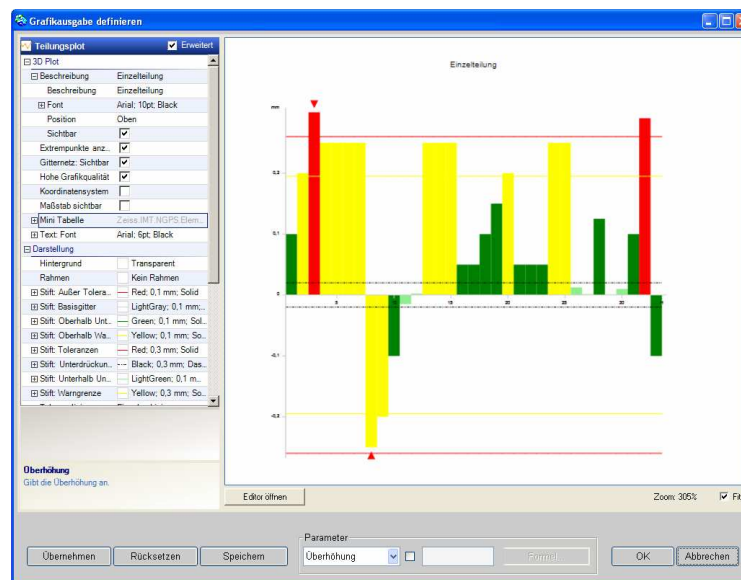 Grafikausgabe definieren
Teilungsplot Erweitert
3D Plot
Beschreibung Einzelteilung
Beschreibung Einzelteilung
Font Arial; 10pt; Black
Position Oben
Sichtbar
Extrempunkte anz..
Gitternetz: Sichtbar
Hohe Grafikqualität
Koordinatensystem
Maßstab sichtbar
Mini Tabelle Zeiss.IMT.NGPS.Elem..
Text: Font Arial; 6pt; Black
Darstellung
Hintergrund Transparent
Rahmen Kein Rahmen
Stift: Außer Tolera.. Red; 0,1 mm; Solid
Stift: Basisgitter LightGray; 0,1 mm;..
Stift: Oberhalb Unt.. Green; 0,1 mm; Sol..
Stift: Oberhalb Wa.. Yellow; 0,1 mm; So..
Stift: Toleranzen Red; 0,3 mm; Solid
Stift: Unterdrückun.. Black; 0,3 mm; Das..
Stift: Unterhalb Un.. LightGreen; 0,1 m..
Stift: Warngrenze Yellow; 0,3 mm; So..
Überhöhung
Gibt die Überhöhung an.
Einzelteilung
mm
0,2
0,1
0
-0,1
-0,2
Editor öffnen
Zoom: 305% Fit
Parameter
Übernehmen Rücksetzen Speichern Überhöhung Formel OK Abbrechen